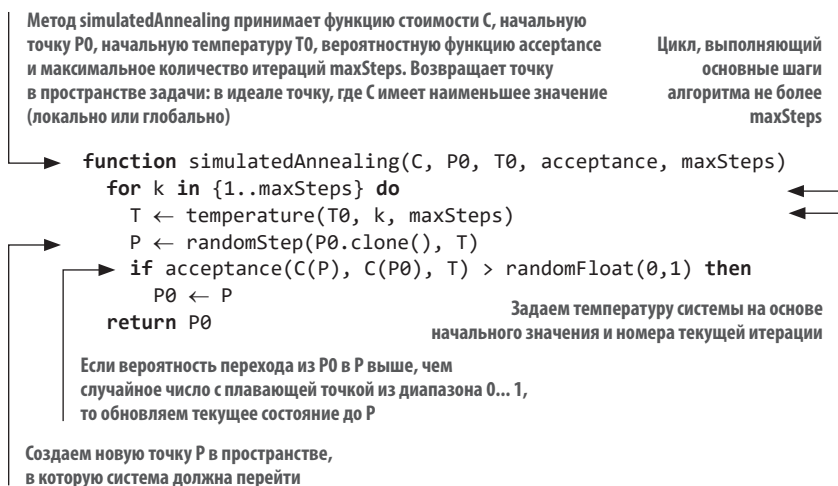 Метод simulatedAnnealing принимает функцию стоимости C, начальную
точку P0, начальную температуру T0, вероятностную функцию acceptance
и максимальное количество итераций maxSteps. Возвращает точку
в пространстве задачи: в идеале точку, где C имеет наименьшее значение
(локально или глобально)
Цикл, выполняющий
основные шаги
алгоритма не более
maxSteps
function simulatedAnnealing(C, P0, T0, acceptance, maxSteps)
for k in {1..maxSteps} do
T ← temperature(T0, k, maxSteps)
P ← randomStep(P0.clone(), T)
if acceptance(C(P), C(P0), T) > randomFloat(0,1) then
P0 ← P
return P0
Задаем температуру системы на основе
начального значения и номера текущей итерации
Если вероятность перехода из P0 в P выше, чем
случайное число с плавающей точкой из диапазона 0... 1,
то обновляем текущее состояние до P
Создаем новую точку P в пространстве,
в которую система должна перейти